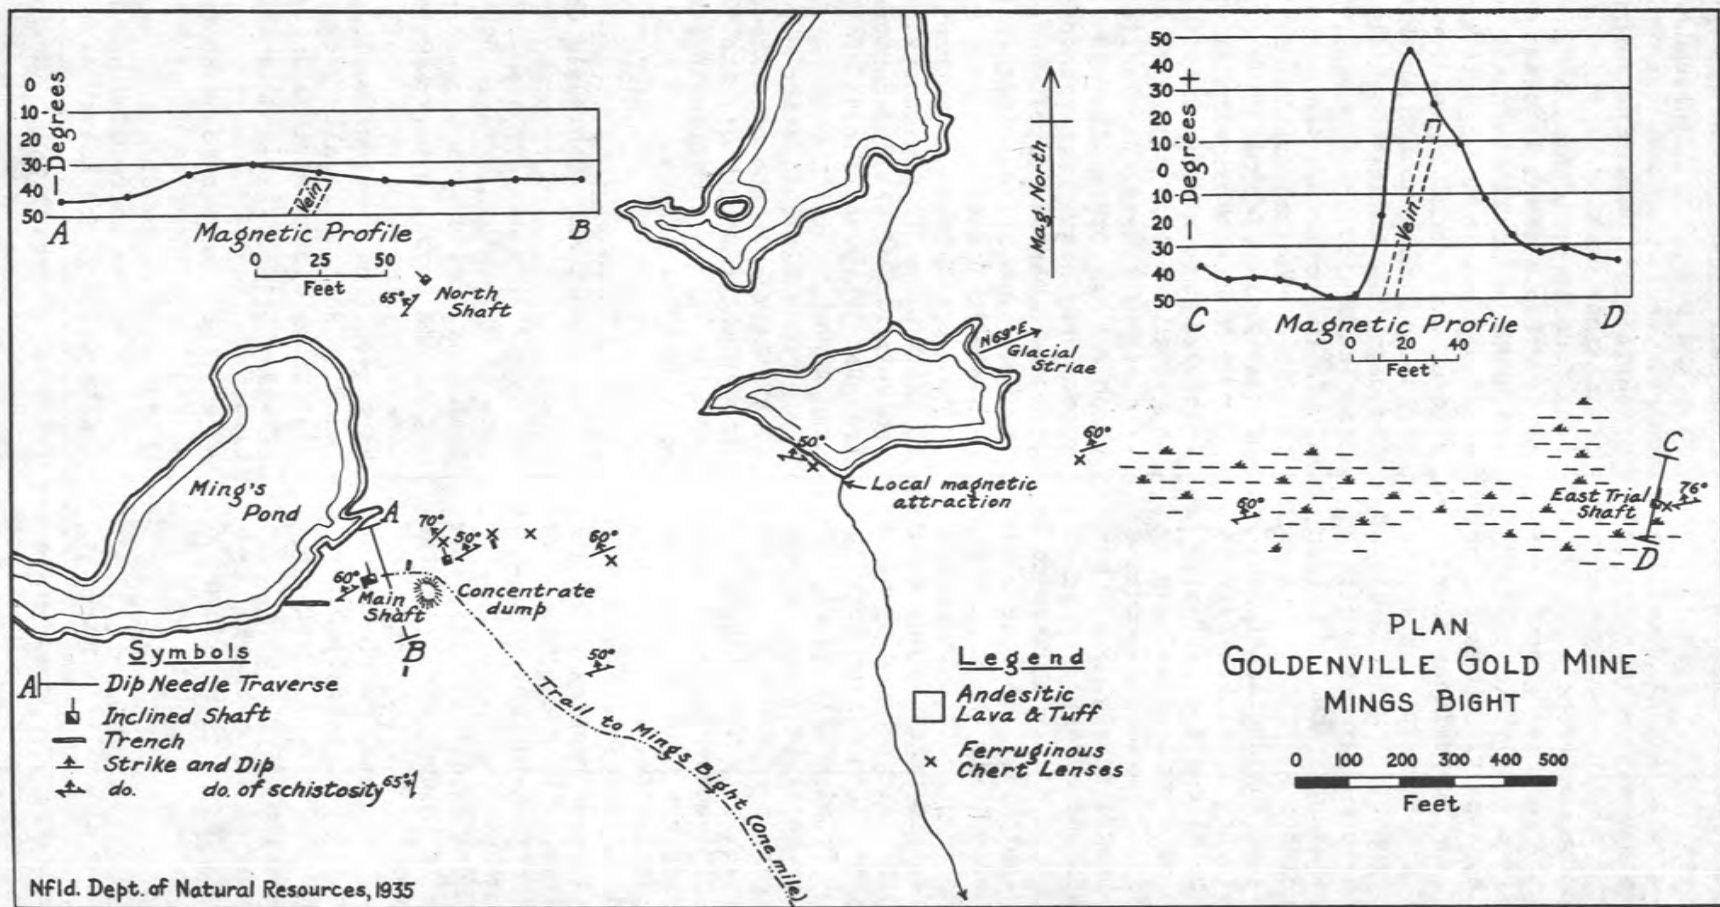 0
10
20
30
40
50
— Degrees
Vein
A
B
Magnetic Profile
0 25 50
Feet
65°
North
Shaft
Mag. North
50
40
30
20
10
0
10
20
30
40
50
— Degrees +
Vein
C
D
Magnetic Profile
0 20 40
Feet
N69°E
Glacial
Striae
50°
60°
Local magnetic
attraction
C
East Trial
Shaft
76°
60°
D
Ming's
Pond
A
70°
50°
60°
60°
Main
Shaft
Concentrate
dump
B
50°
Trail to Mings Bight (one mile)
Symbols
A Dip Needle Traverse
Inclined Shaft
Trench
Strike and Dip
do. do. of schistosity 65°
Legend
Andesitic
Lava & Tuff
Ferruginous
Chert Lenses
PLAN
GOLDENVILLE GOLD MINE
MINGS BIGHT
0 100 200 300 400 500
Feet
Nfld. Dept. of Natural Resources, 1935